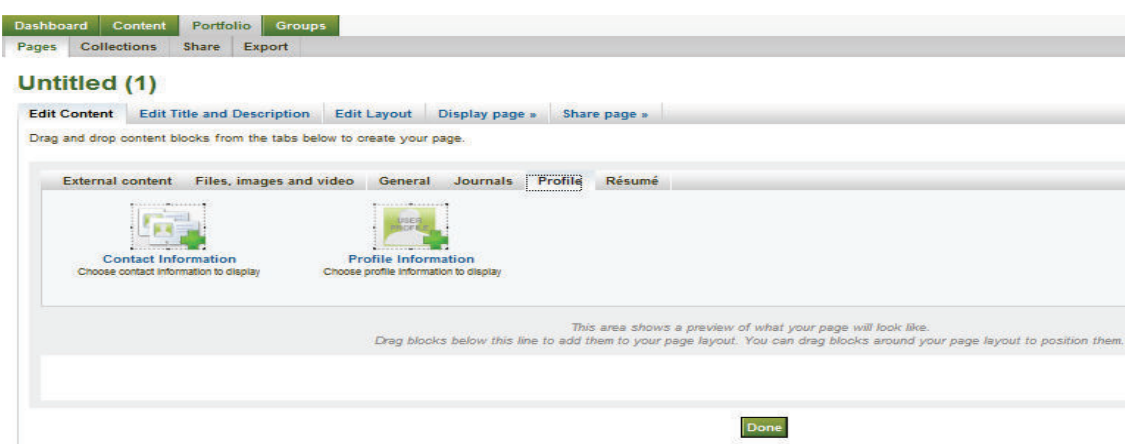 Dashboard Content Portfolio Groups
Pages Collections Share Export
Untitled (1)
Edit Content Edit Title and Description Edit Layout Display page » Share page »
Drag and drop content blocks from the tabs below to create your page.
External content Files, images and video General Journals Profile Résumé
USER PROFILE
Contact Information Profile Information
Choose contact information to display Choose profile information to display
This area shows a preview of what your page will look like.
Drag blocks below this line to add them to your page layout. You can drag blocks around your page layout to position them.
Done